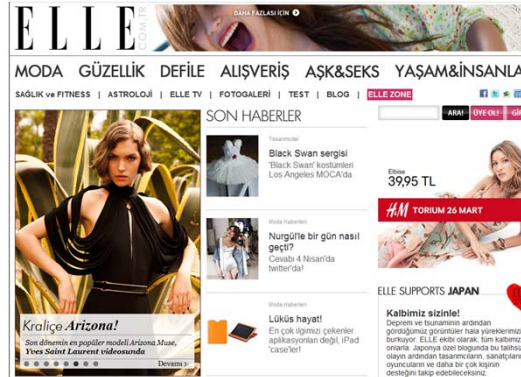 ELLE
COM.TR
DAHA FAZLASI İÇİN
MODA GÜZELLİK DEFİLE ALIŞVERİŞ AŞK&SEKS YAŞAM&İNSANLA
SAĞLIK ve FITNESS | ASTROLOJİ | ELLE TV | FOTOGALERİ | TEST | BLOG | ELLE ZONE
SON HABERLER
ARA! ÜYE OL! Gİ
Tasarımcılar
Black Swan sergisi
'Black Swan' kostümleri
Los Angeles MOCA'da
Moda Haberleri
Nurgül'le bir gün nasıl
geçti?
Cevabı 4 Nisan'da
twitter'da!
Moda Haberleri
Lüküs hayat!
En çok ilgimizi çekenler
aplikasyonları değil, iPad
'case'ler!
Kraliçe Arizona!
Son dönemin en popüler modeli Arizona Muse,
Yves Saint Laurent videosunda
Devamı
Elbise
39,95 TL
H&M TORIUM 26 MART
ELLE SUPPORTS JAPAN
Kalbimiz sizinle!
Deprem ve tsunaminin ardından
gördüğümüz görüntüler hala yüreklerimizi
burkuyor. ELLE ekibi olarak, tüm kalbimiz
onlarla. Japonya özel blogunda bu talihsiz
olayın ardından tasarımcıların, sanatçıları
oyuncuların ve daha bir çok kişinin
desteğini takip edebileceksiniz.